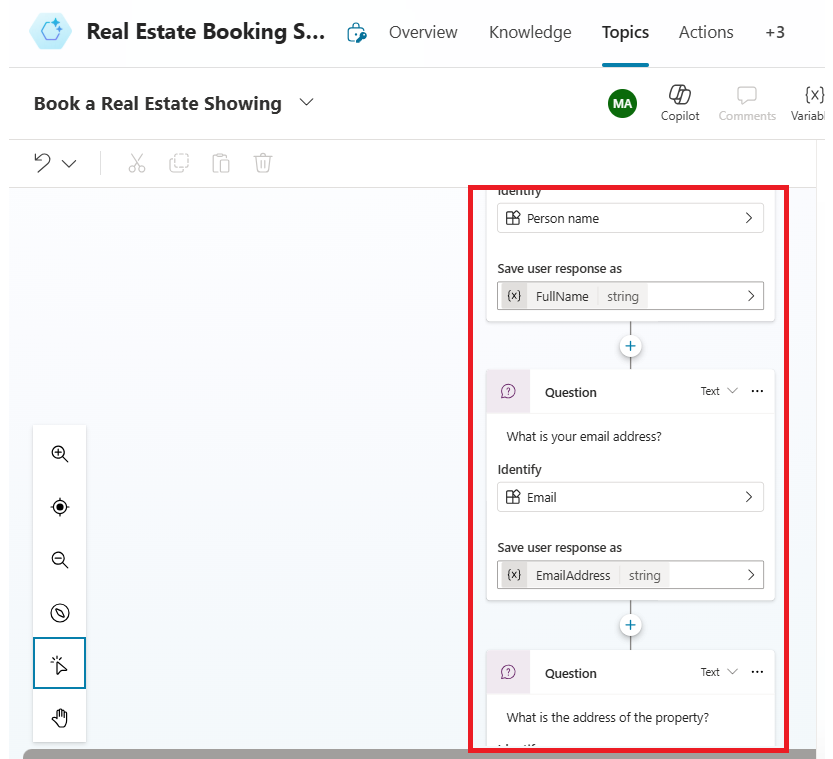 Real Estate Booking S...
Overview
Knowledge
Topics
Actions
+3
Book a Real Estate Showing
MA
Copilot
Comments
{x}
Variabl
Identify
Person name
Save user response as
{x} FullName string
Question
Text
What is your email address?
Identify
Email
Save user response as
{x} EmailAddress string
Question
Text
What is the address of the property?
Identify